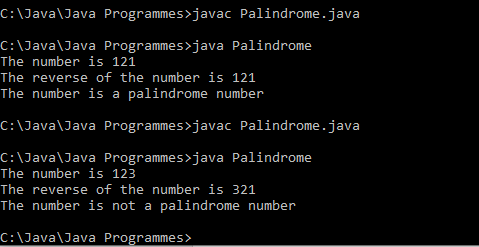 C:\Java\Java Programmes>javac Palindrome.java
C:\Java\Java Programmes>java Palindrome
The number is 121
The reverse of the number is 121
The number is a palindrome number
C:\Java\Java Programmes>javac Palindrome.java
C:\Java\Java Programmes>java Palindrome
The number is 123
The reverse of the number is 321
The number is not a palindrome number
C:\Java\Java Programmes>